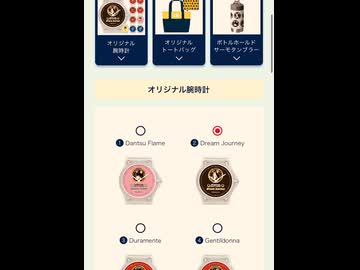 オリジナル
腕時計
オリジナル
トートバッグ
ボトルホールド
サーモタンブラー
オリジナル腕時計
1 Dantsu Flame
2 Dream Journey
3 Duramente
4 Gentildonna